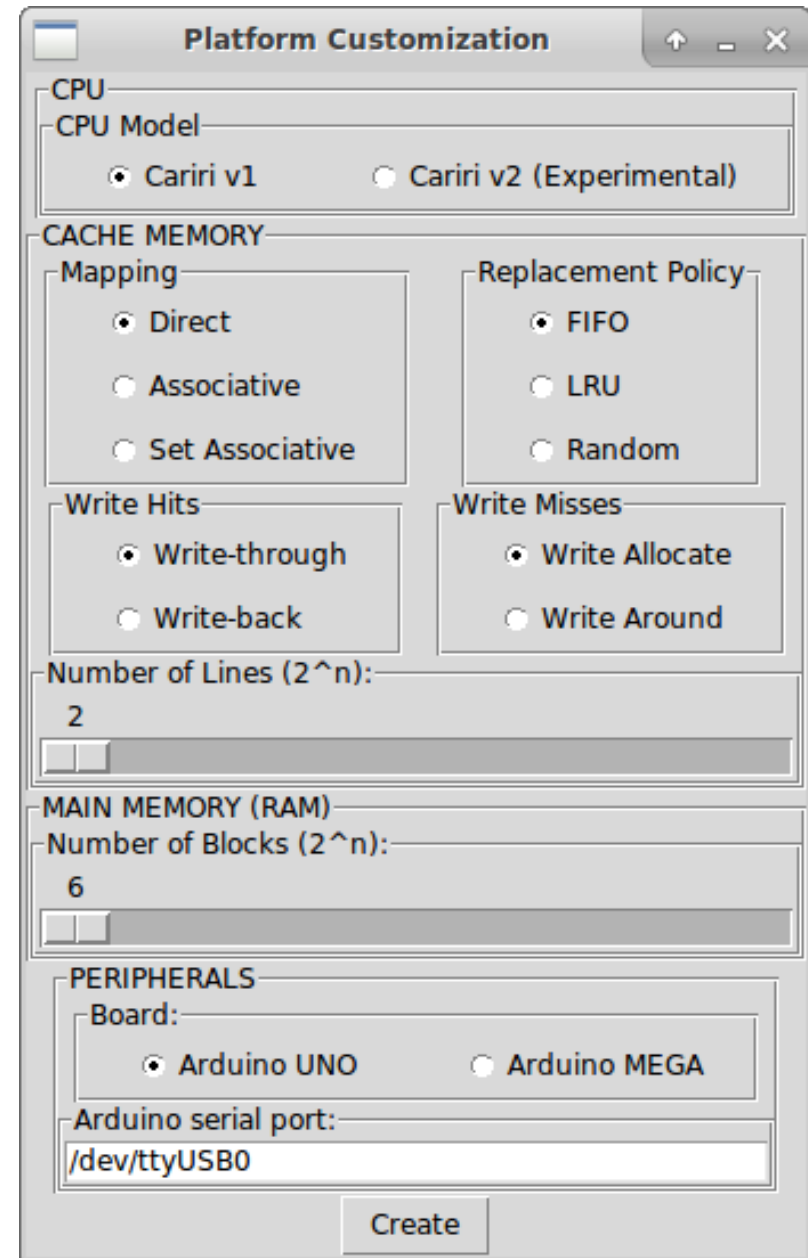 Platform Customization
CPU
CPU Model
Cariri v1 Cariri v2 (Experimental)
CACHE MEMORY
Mapping Replacement Policy
Direct FIFO
Associative LRU
Set Associative Random
Write Hits Write Misses
Write-through Write Allocate
Write-back Write Around
Number of Lines (2^n):
2
MAIN MEMORY (RAM)
Number of Blocks (2^n):
6
PERIPHERALS
Board:
Arduino UNO Arduino MEGA
Arduino serial port:
/dev/ttyUSB0
Create